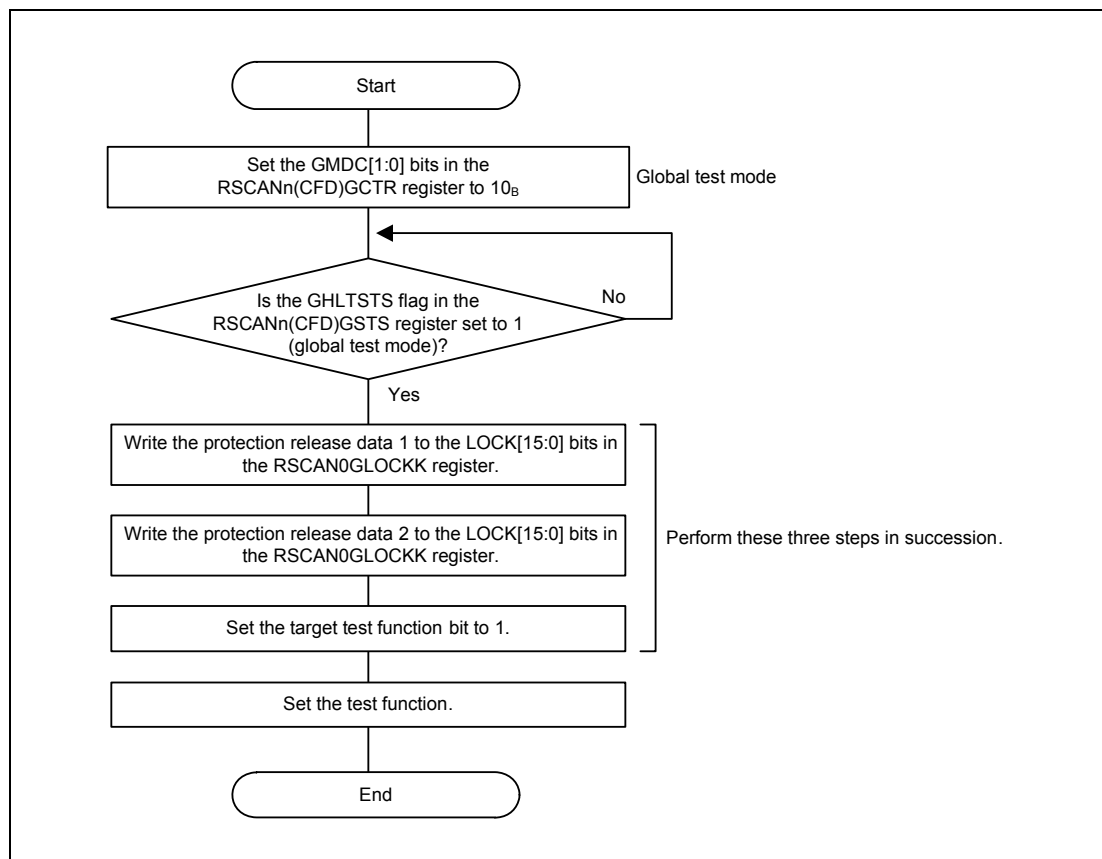 Start
Set the GMDC[1:0] bits in the
RSCANn(CFD)GCTR register to 10B
Global test mode
Is the GHLTSTS flag in the
RSCANn(CFD)GSTS register set to 1
(global test mode)?
No
Yes
Write the protection release data 1 to the LOCK[15:0] bits in
the RSCAN0GLOCKK register.
Write the protection release data 2 to the LOCK[15:0] bits in
the RSCAN0GLOCKK register.
Perform these three steps in succession.
Set the target test function bit to 1.
Set the test function.
End